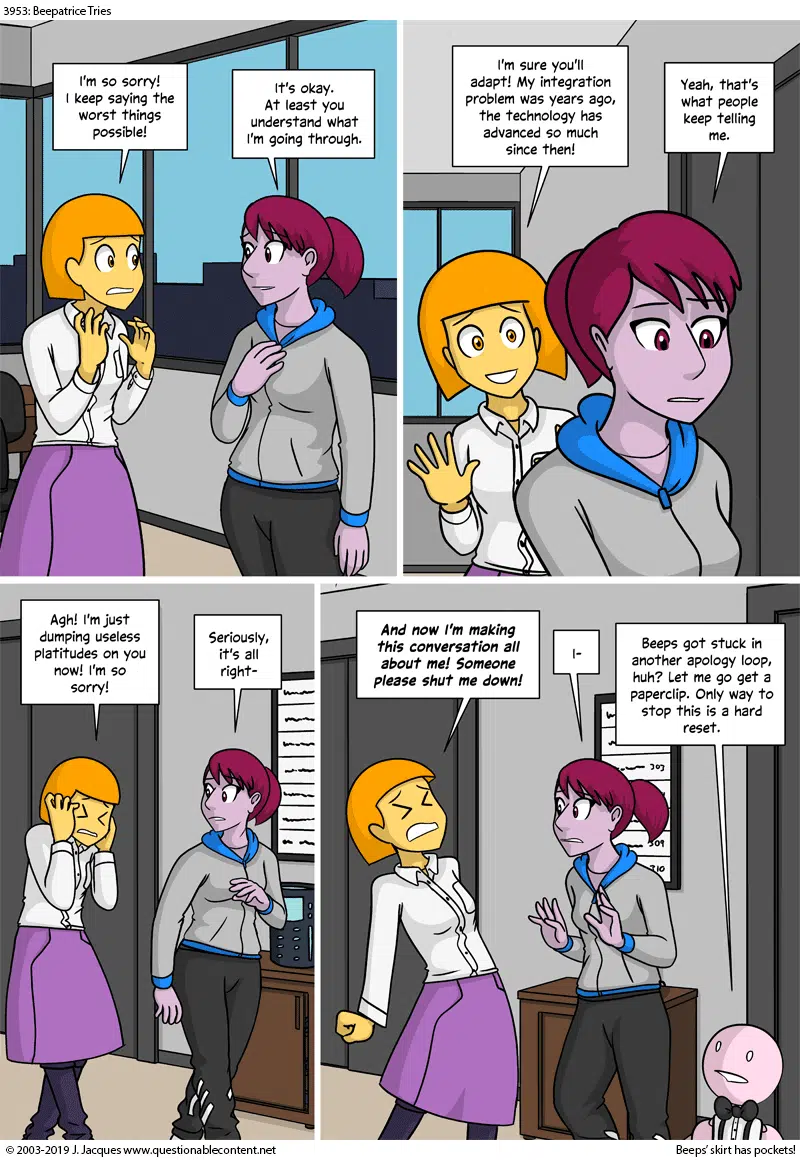 3953: Beepatrice Tries
I'm so sorry!
I keep saying the
worst things
possible!
It's okay.
At least you
understand what
I'm going through.
I'm sure you'll
adapt! My integration
problem was years ago,
the technology has
advanced so much
since then!
Yeah, that's
what people
keep telling
me.
Agh! I'm just
dumping useless
platitudes on you
now! I'm so
sorry!
Seriously,
it's all
right-
And now I'm making
this conversation all
about me! Someone
please shut me down!
I-
Beeps got stuck in
another apology loop,
huh? Let me go get a
paperclip. Only way to
stop this is a hard
reset.
303
309
310
© 2003-2019 J. Jacques www.questionablecontent.net
Beeps' skirt has pockets!